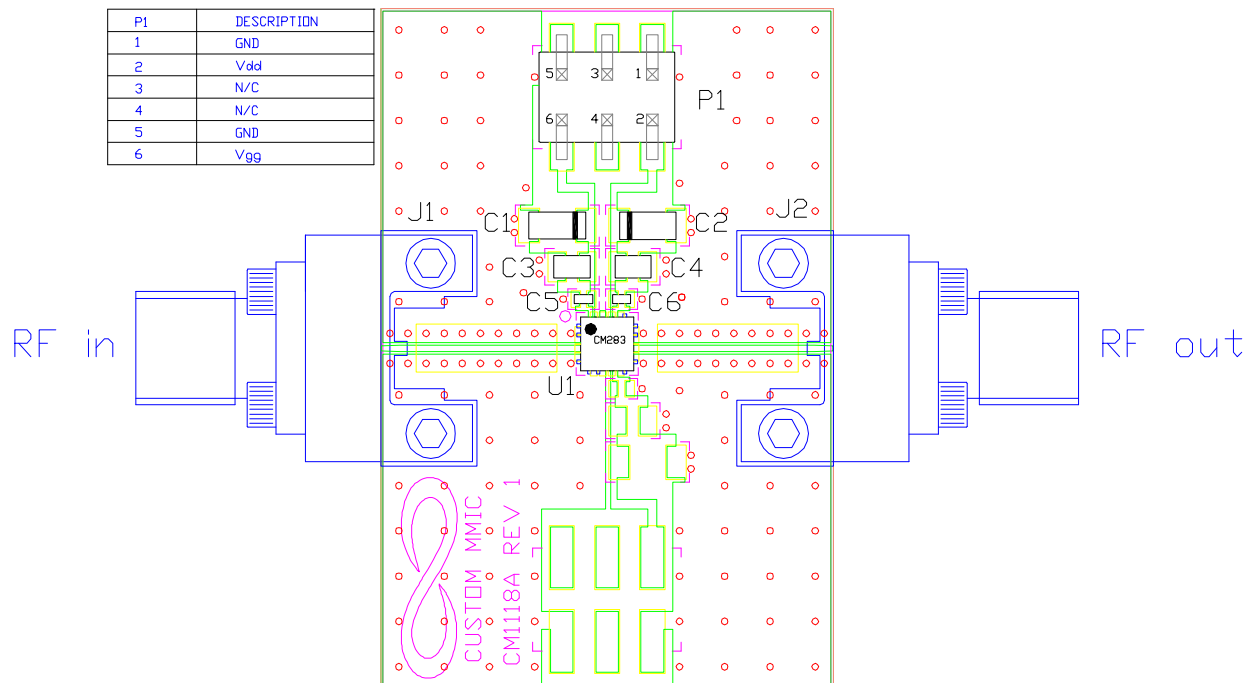 P1 DESCRIPTION
1 GND
2 Vdd
3 N/C
4 N/C
5 GND
6 Vgg
5 3 1
6 4 2
P1
J1
J2
C1
C2
C3
C4
C5
C6
CM283
U1
RF in
RF out
CUSTOM MMIC
CM1118A REV 1